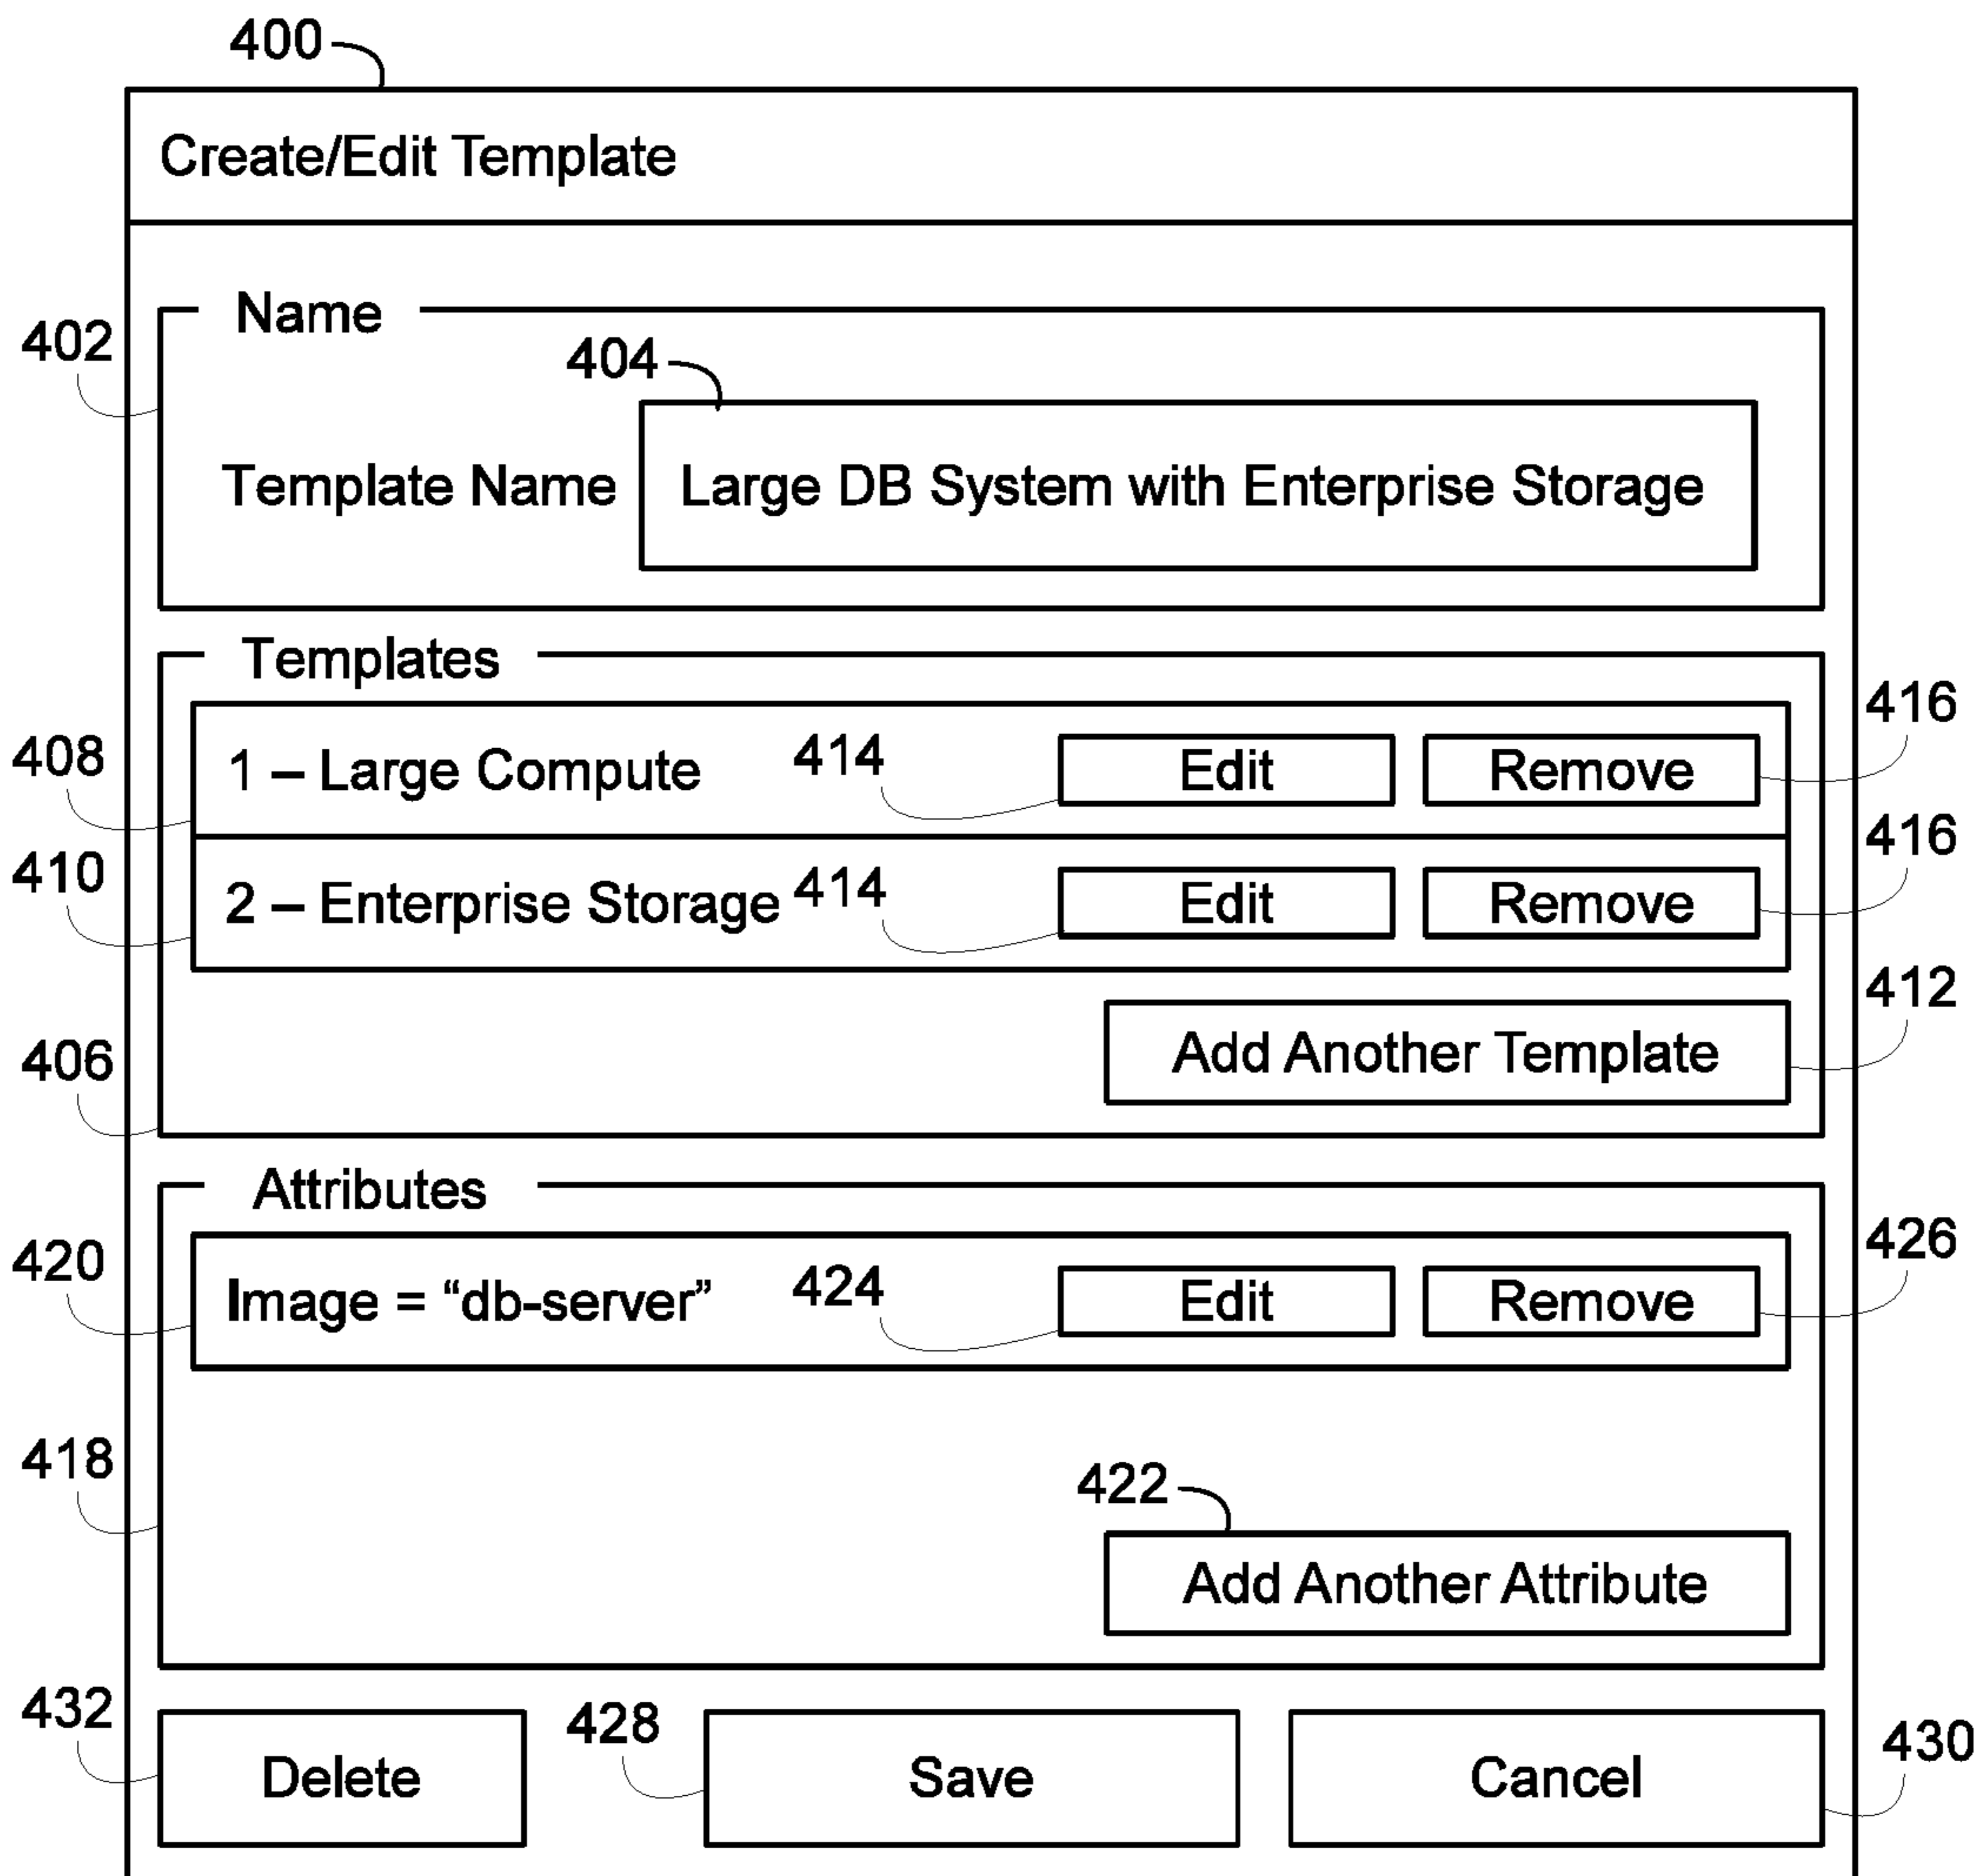 400
Create/Edit Template
Name
402
404
Template Name
Large DB System with Enterprise Storage
Templates
416
408
1 – Large Compute
414
Edit
Remove
416
410
2 – Enterprise Storage
414
Edit
Remove
412
Add Another Template
406
Attributes
426
420
Image = “db-server”
424
Edit
Remove
418
422
Add Another Attribute
432
428
430
Delete
Save
Cancel